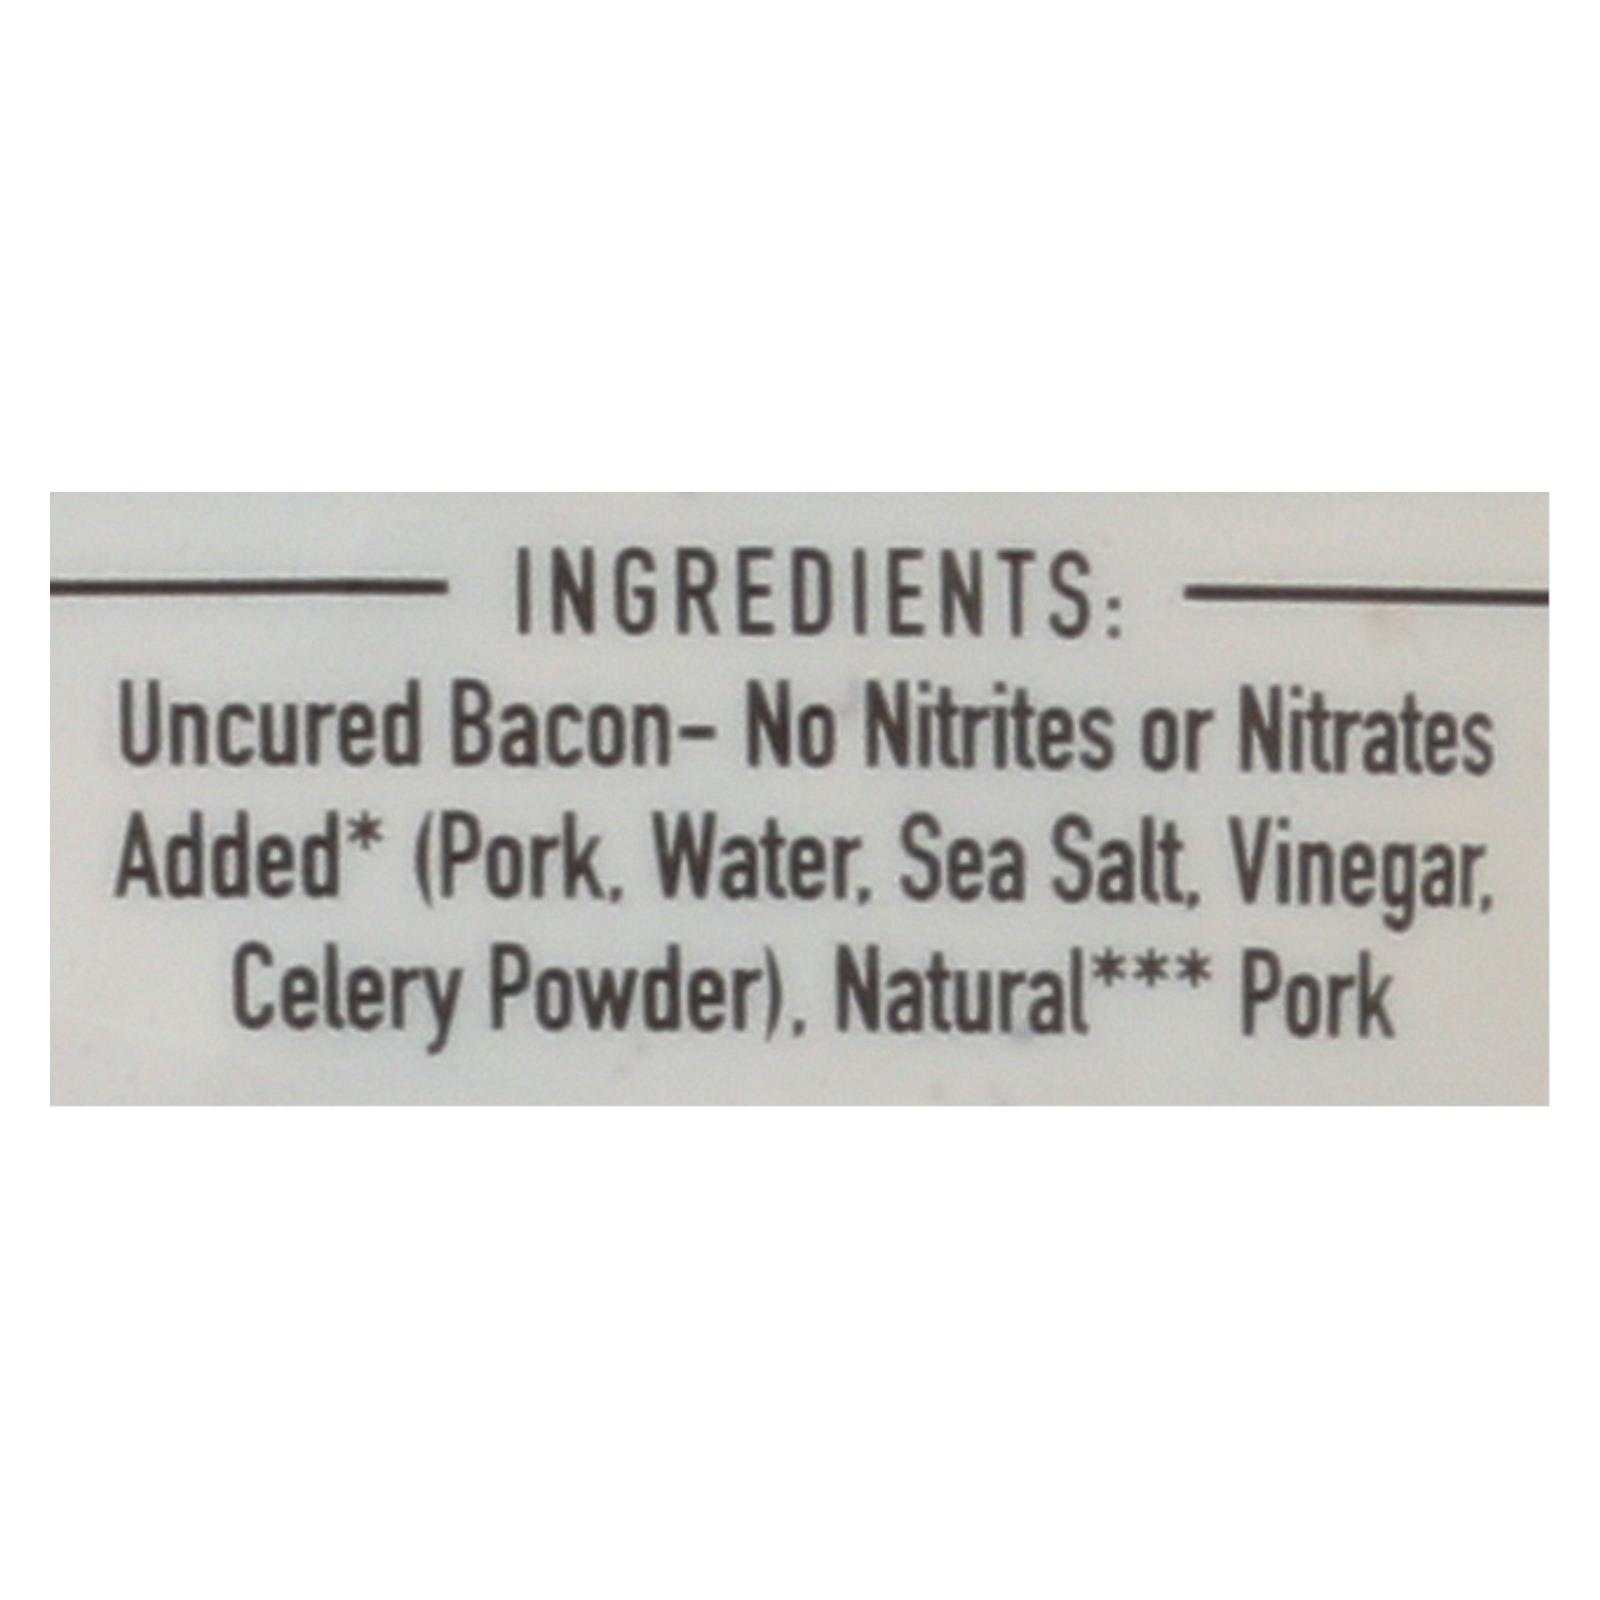 INGREDIENTS:
Uncured Bacon- No Nitrites or Nitrates
Added* (Pork, Water, Sea Salt, Vinegar,
Celery Powder), Natural*** Pork